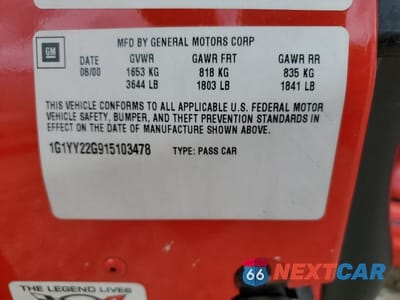 MFD BY GENERAL MOTORS CORP
GM
DATE GVWR GAWR FRT GAWR RR
08/00 1653 KG 818 KG 835 KG
3644 LB 1803 LB 1841 LB
THIS VEHICLE CONFORMS TO ALL APPLICABLE U.S. FEDERAL MOTOR
VEHICLE SAFETY, BUMPER, AND THEFT PREVENTION STANDARDS IN
EFFECT ON THE DATE OF MANUFACTURE SHOWN ABOVE.
1G1YY22G915103478 TYPE: PASS CAR
THE LEGEND LIVES
66 NEXTCAR